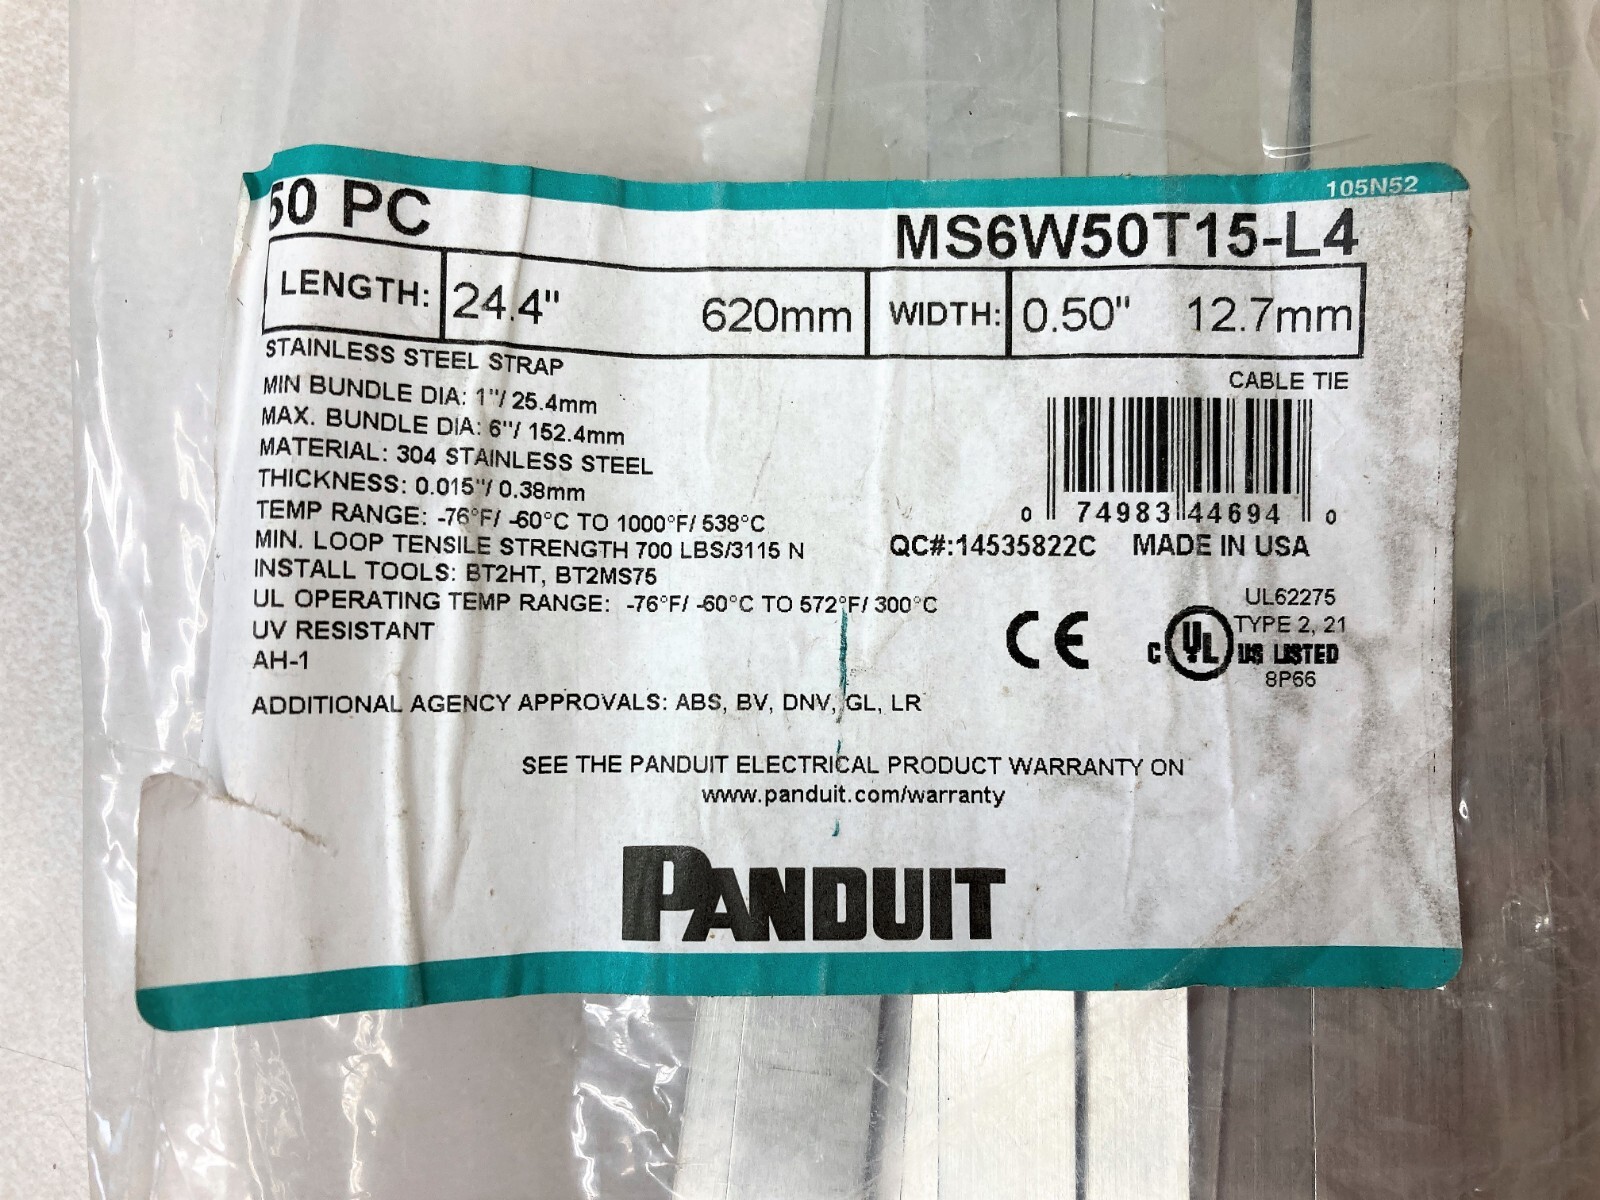 105N52
50 PC
MS6W50T15-L4
LENGTH: 24.4" 620mm WIDTH: 0.50" 12.7mm
STAINLESS STEEL STRAP
CABLE TIE
MIN BUNDLE DIA: 1"/ 25.4mm
MAX. BUNDLE DIA: 6"/ 152.4mm
MATERIAL: 304 STAINLESS STEEL
THICKNESS: 0.015"/ 0.38mm
TEMP RANGE: -76°F/ -60°C TO 1000°F/ 538°C
MIN. LOOP TENSILE STRENGTH 700 LBS/3115 N
INSTALL TOOLS: BT2HT, BT2MS75
UL OPERATING TEMP RANGE: -76°F/ -60°C TO 572°F/ 300°C
UV RESISTANT
AH-1
ADDITIONAL AGENCY APPROVALS: ABS, BV, DNV, GL, LR
0 74983 44694 0
QC#:14535822C MADE IN USA
CE
UL62275
TYPE 2, 21
C UL US LISTED
8P66
SEE THE PANDUIT ELECTRICAL PRODUCT WARRANTY ON
www.panduit.com/warranty
PANDUIT